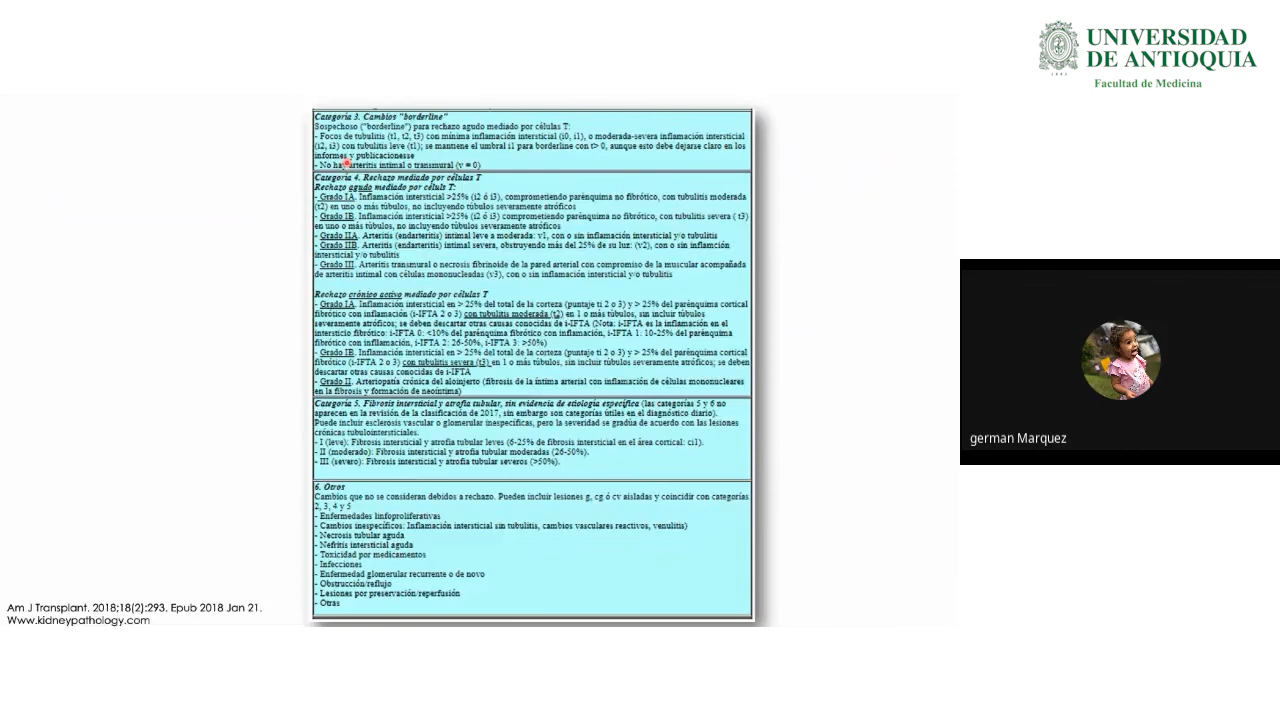 UNIVERSIDAD
DE ANTIOQUIA
1803
Facultad de Medicina
Categoría 3. Cambios "borderline"
Sospechoso ("borderline") para rechazo agudo mediado por células T:
- Focos de tubulitis (t1, t2, t3) con mínima inflamación intersticial (i0, i1), o moderada-severa inflamación intersticial
(i2, i3) con tubulitis leve (t1); se mantiene el umbral i1 para borderline con t> 0, aunque esto debe dejarse claro en los
informes y publicacionesse
- No hay arteritis intimal o transmural (v = 0)
Categoría 4. Rechazo mediado por células T
Rechazo agudo mediado por céluls T:
- Grado IA. Inflamación intersticial >25% (i2 ó i3), comprometiendo parénquima no fibrótico, con tubulitis moderada
(t2) en uno o más túbulos, no incluyendo túbulos severamente atróficos
- Grado IB. Inflamación intersticial >25% (i2 ó i3) comprometiendo parénquima no fibrótico, con tubulitis severa ( t3)
en uno o más túbulos, no incluyendo túbulos severamente atróficos
- Grado IIA. Arteritis (endarteritis) intimal leve a moderada: v1, con o sin inflamación intersticial y/o tubulitis
- Grado IIB. Arteritis (endarteritis) intimal severa, obstruyendo más del 25% de su luz: (v2), con o sin inflamción
intersticial y/o tubulitis
- Grado III. Arteritis transmural o necrosis fibrinoide de la pared arterial con compromiso de la muscular acompañada
de arteritis intimal con células mononucleadas (v3), con o sin inflamación intersticial y/o tubulitis
Rechazo crónico activo mediado por células T
- Grado IA. Inflamación intersticial en > 25% del total de la corteza (puntaje ti 2 o 3) y > 25% del parénquima cortical
fibrótico con inflamación (i-IFTA 2 o 3) con tubulitis moderada (t2) en 1 o más túbulos, sin incluir túbulos
severamente atróficos; se deben descartar otras causas conocidas de i-IFTA (Nota: i-IFTA es la inflamación en el
intersticio fibrótico: i-IFTA 0: <10% del parénquima fibrótico con inflamación, i-IFTA 1: 10-25% del parénquima
fibrótico con inflamación, i-IFTA 2: 26-50%, i-IFTA 3: >50%)
- Grado IB. Inflamación intersticial en > 25% del total de la corteza (puntaje ti 2 o 3) y > 25% del parénquima cortical
fibrótico (i-IFTA 2 o 3) con tubulitis severa (t3) en 1 o más túbulos, sin incluir túbulos severamente atróficos; se deben
descartar otras causas conocidas de i-IFTA
- Grado II. Arteriopatía crónica del aloinjerto (fibrosis de la íntima arterial con inflamación de células mononucleares
en la fibrosis y formación de neoíntima)
Categoría 5. Fibrosis intersticial y atrofia tubular, sin evidencia de etiología específica (las categorías 5 y 6 no
aparecen en la revisión de la clasificación de 2017, sin embargo son categorías útiles en el diagnóstico diario).
Puede incluir esclerosis vascular o glomerular inespecíficas, pero la severidad se gradúa de acuerdo con las lesiones
crónicas tubulointersticiales.
- I (leve): Fibrosis intersticial y atrofia tubular leves (6-25% de fibrosis intersticial en el área cortical: ci1).
- II (moderado): Fibrosis intersticial y atrofia tubular moderadas (26-50%).
- III (severo): Fibrosis intersticial y atrofia tubular severos (>50%).
6. Otros
Cambios que no se consideran debidos a rechazo. Pueden incluir lesiones g, cg ó cv aisladas y coincidir con categorías
2, 3, 4 y 5
- Enfermedades linfoproliferativas
- Cambios inespecíficos: Inflamación intersticial sin tubulitis, cambios vasculares reactivos, venulitis)
- Necrosis tubular aguda
- Nefritis intersticial aguda
- Toxicidad por medicamentos
- Infecciones
- Enfermedad glomerular recurrente o de novo
- Obstrucción/reflujo
- Lesiones por preservación/reperfusión
- Otras
Am J Transplant. 2018;18(2):293. Epub 2018 Jan 21.
Www.kidneypathology.com
german Marquez